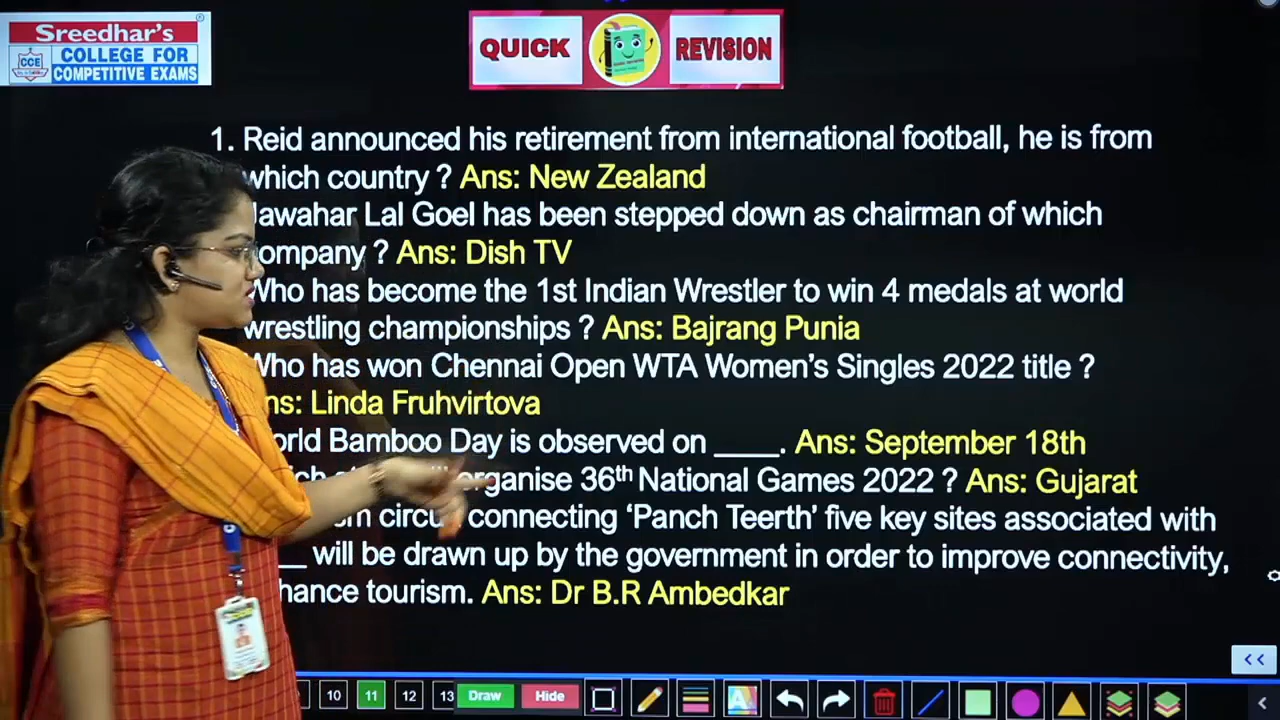 Sreedhar's
CCE
COLLEGE FOR
COMPETITIVE EXAMS
QUICK
REVISION
1. Reid announced his retirement from international football, he is from
which country ? Ans: New Zealand
Lal Goel has been stepped down as chairman of which
? Ans: Dish TV
Who has become the 1st Indian Wrestler to win 4 medals at world
wrestling championships ? Ans: Bajrang Punia
Who has won Chennai Open WTA Women's Singles 2022 title ?
Linda Fruhvirtova
Bamboo Day is observed on ____. Ans: September 18th
organise 36th National Games 2022 ? Ans: Gujarat
connecting 'Panch Teerth' five key sites associated with
__ will be drawn up by the government in order to improve connectivity,
tourism. Ans: Dr B.R Ambedkar
<<
10 11 12 13 Draw Hide